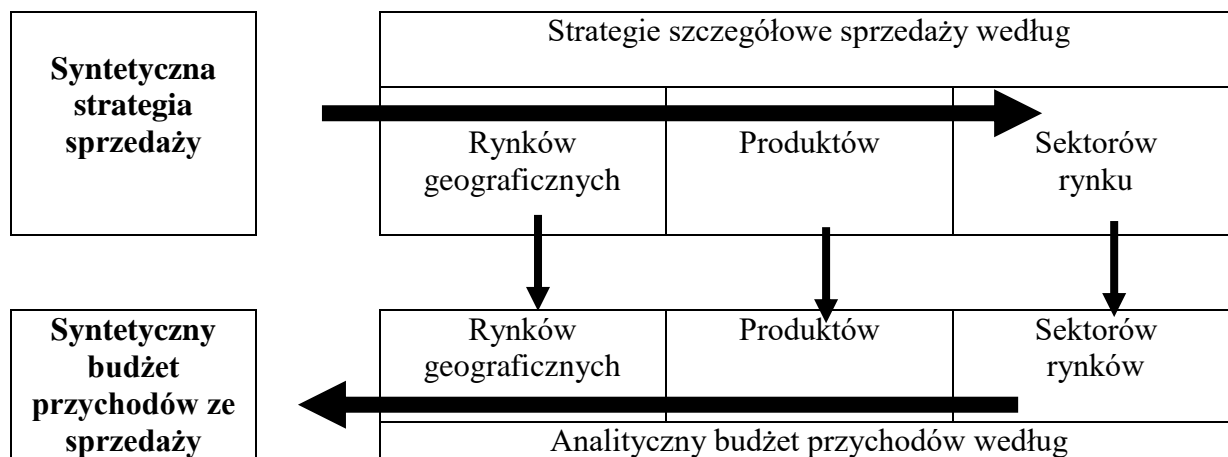 Syntetyczna
strategia
sprzedaży
Strategie szczegółowe sprzedaży według
Rynków
geograficznych
Produktów
Sektorów
rynku
Syntetyczny
budżet
przychodów ze
sprzedaży
Rynków
geograficznych
Produktów
Sektorów
rynków
Analityczny budżet przychodów według